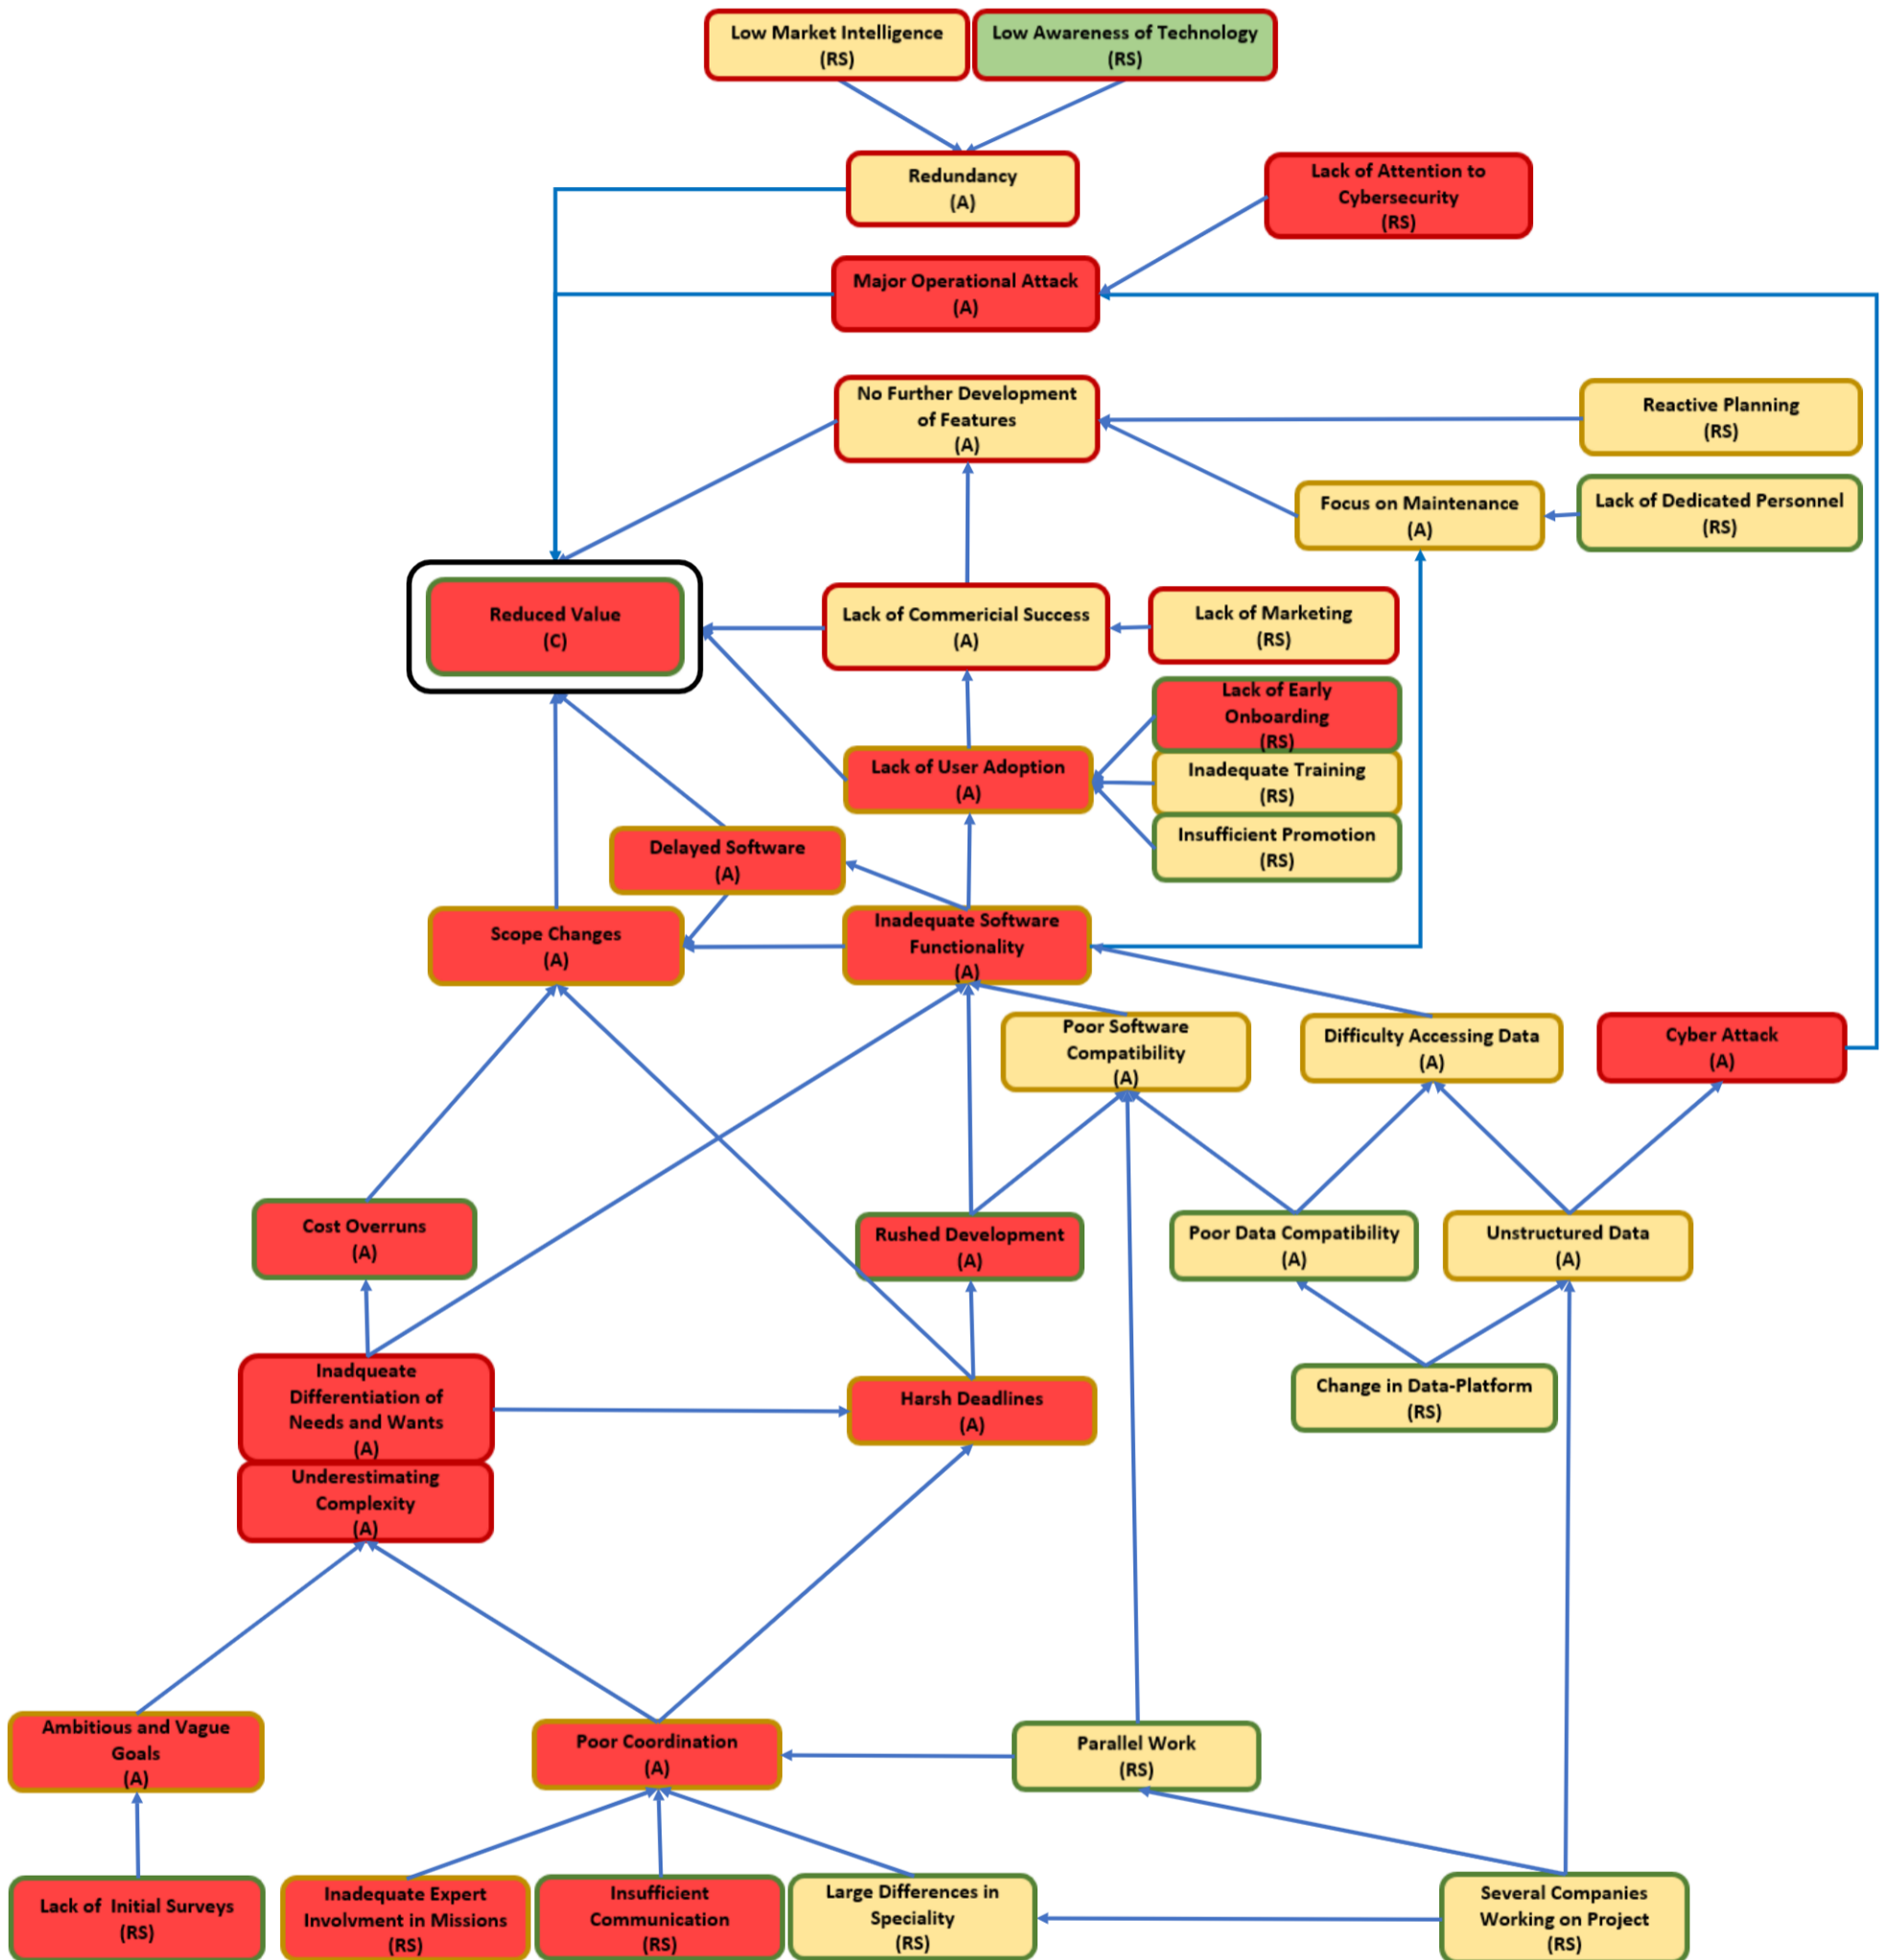 Low Market Intelligence
(RS)
Low Awareness of Technology
(RS)
Redundancy
(A)
Lack of Attention to
Cybersecurity
(RS)
Major Operational Attack
(A)
No Further Development
of Features
(A)
Reactive Planning
(RS)
Focus on Maintenance
(A)
Lack of Dedicated Personnel
(RS)
Reduced Value
(C)
Lack of Commericial Success
(A)
Lack of Marketing
(RS)
Lack of Early
Onboarding
(RS)
Lack of User Adoption
(A)
Inadequate Training
(RS)
Insufficient Promotion
(RS)
Delayed Software
(A)
Scope Changes
(A)
Inadequate Software
Functionality
(A)
Poor Software
Compatibility
(A)
Difficulty Accessing Data
(A)
Cyber Attack
(A)
Cost Overruns
(A)
Rushed Development
(A)
Poor Data Compatibility
(A)
Unstructured Data
(A)
Inadqueate
Differentiation of
Needs and Wants
(A)
Harsh Deadlines
(A)
Change in Data-Platform
(RS)
Underestimating
Complexity
(A)
Ambitious and Vague
Goals
(A)
Poor Coordination
(A)
Parallel Work
(RS)
Lack of Initial Surveys
(RS)
Inadequate Expert
Involvment in Missions
(RS)
Insufficient
Communication
(RS)
Large Differences in
Speciality
(RS)
Several Companies
Working on Project
(RS)